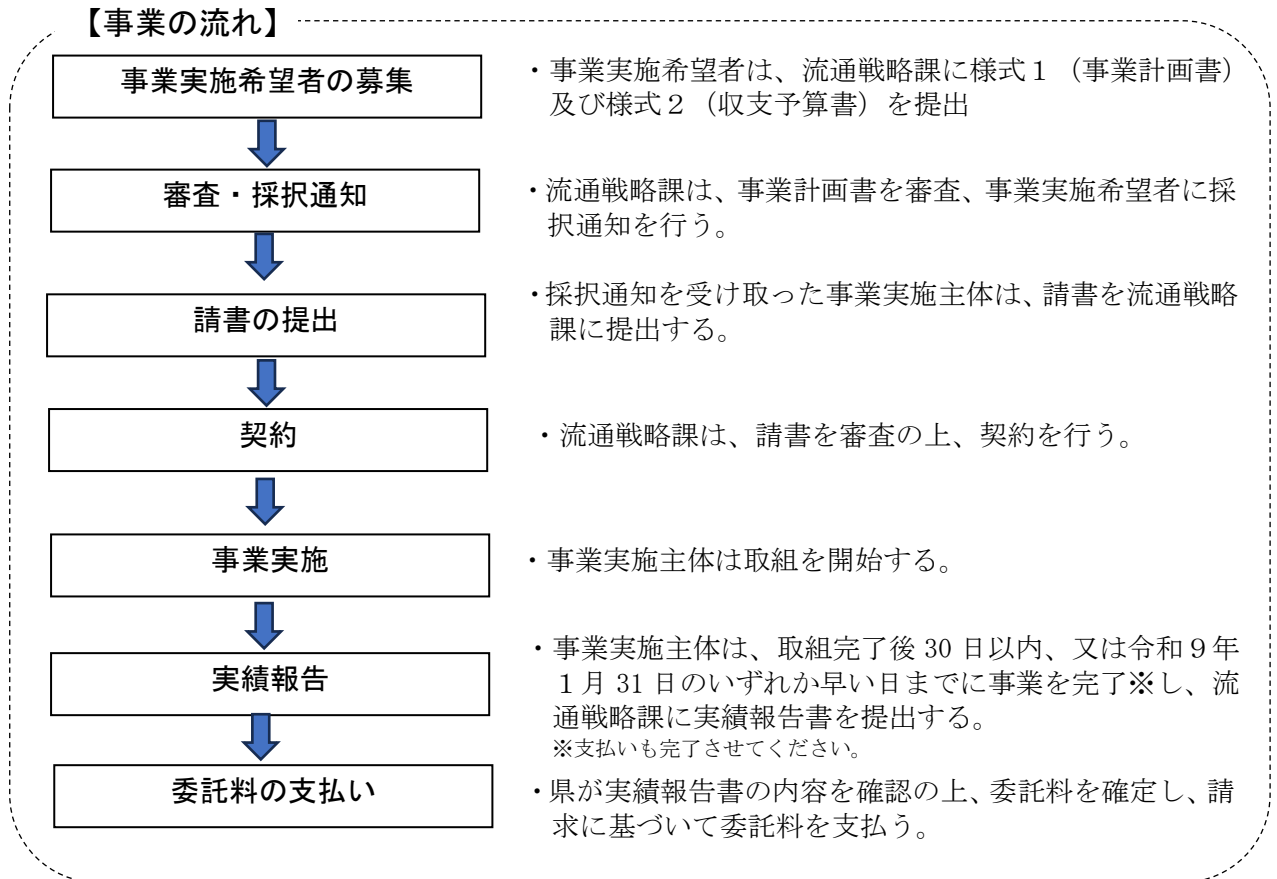 【事業の流れ】
事業実施希望者の募集
・事業実施希望者は、流通戦略課に様式１（事業計画書）
及び様式２（収支予算書）を提出
審査・採択通知
・流通戦略課は、事業計画書を審査、事業実施希望者に採
択通知を行う。
請書の提出
・採択通知を受け取った事業実施主体は、請書を流通戦略
課に提出する。
契約
・流通戦略課は、請書を審査の上、契約を行う。
事業実施
・事業実施主体は取組を開始する。
実績報告
・事業実施主体は、取組完了後 30 日以内、又は令和９年
１月 31 日のいずれか早い日までに事業を完了※し、流
通戦略課に実績報告書を提出する。
※支払いも完了させてください。
委託料の支払い
・県が実績報告書の内容を確認の上、委託料を確定し、請
求に基づいて委託料を支払う。